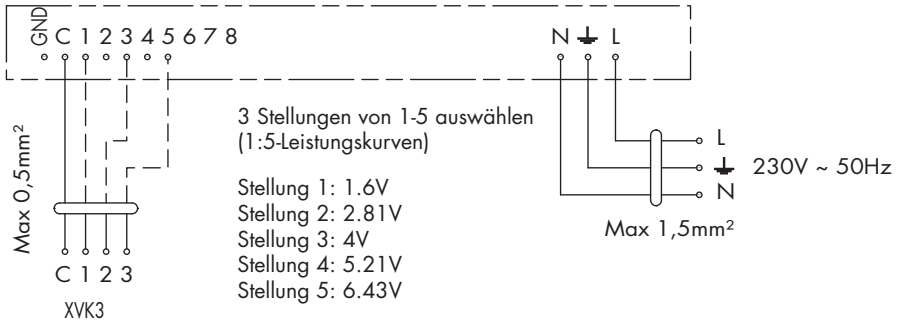 GND C 1 2 3 4 5 6 7 8 N L
3 Stellungen von 1-5 auswählen
(1:5-Leistungskurven)
Stellung 1: 1.6V
Stellung 2: 2.81V
Stellung 3: 4V
Stellung 4: 5.21V
Stellung 5: 6.43V
Max 0,5mm²
C 1 2 3
XVK3
L
230V ~ 50Hz
N
Max 1,5mm²